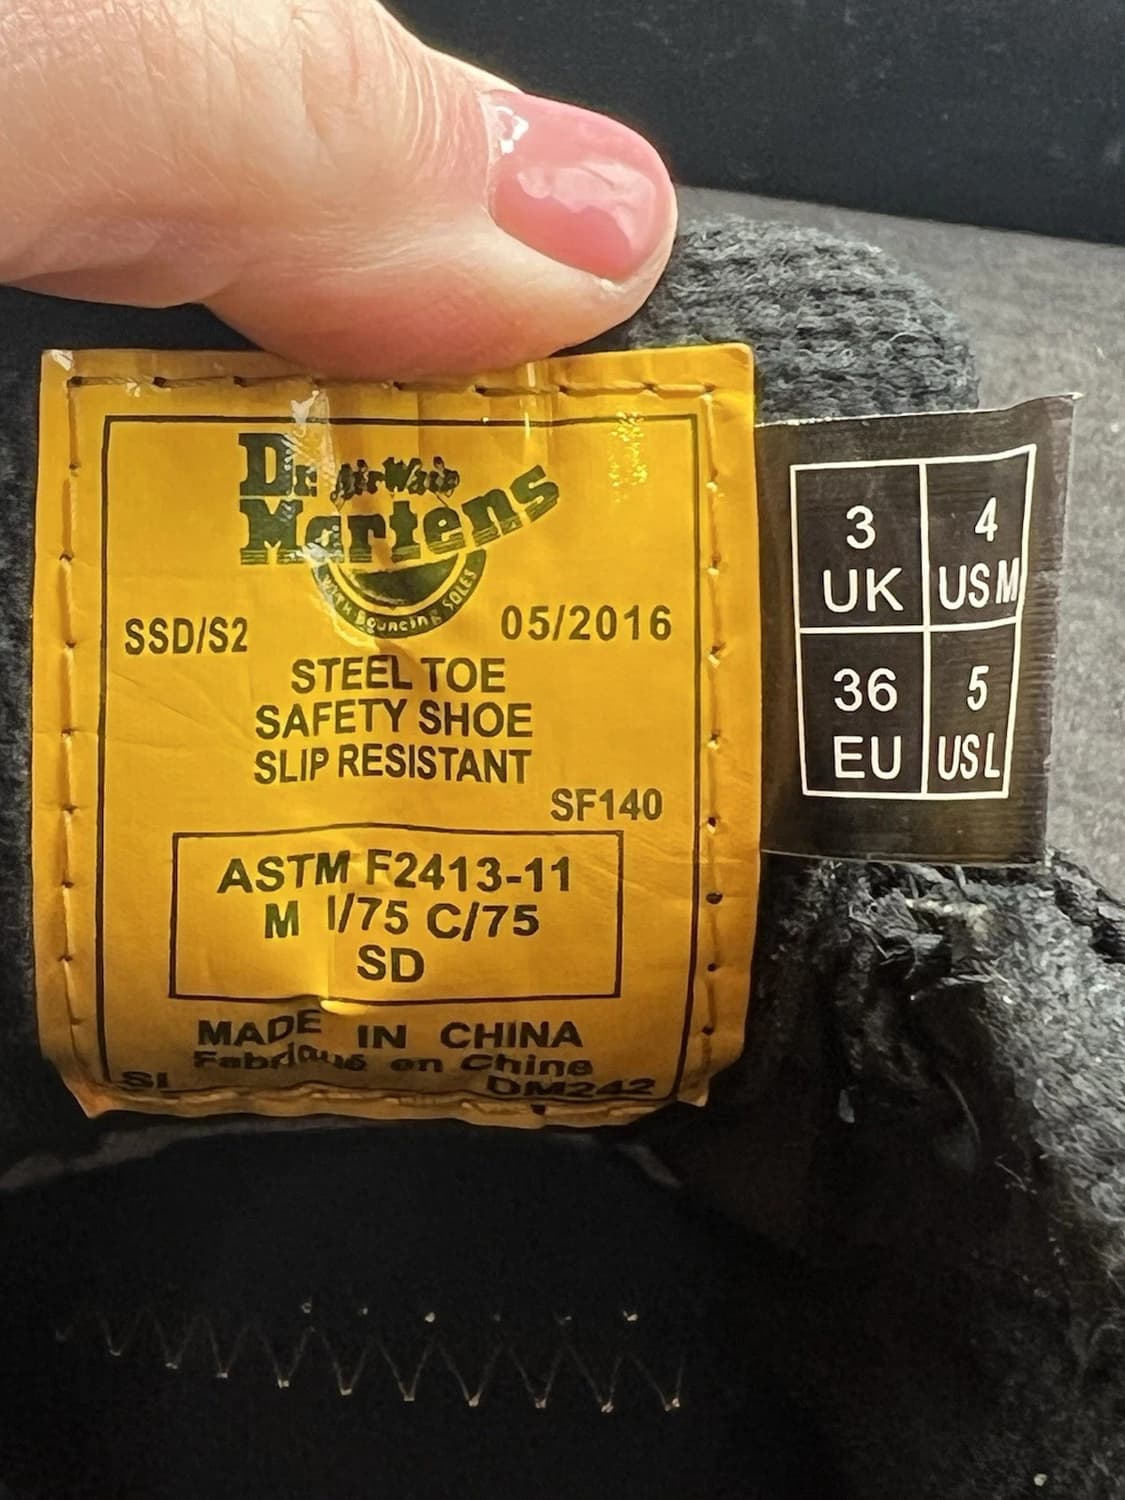 Dr. AirWair
Martens
WITH Bouncing SOLES
SSD/S2
05/2016
STEEL TOE
SAFETY SHOE
SLIP RESISTANT
SF140
ASTM F2413-11
M I/75 C/75
SD
MADE IN CHINA
Fabriqué en Chine
SL DM242
3
UK
4
US M
36
EU
5
US L